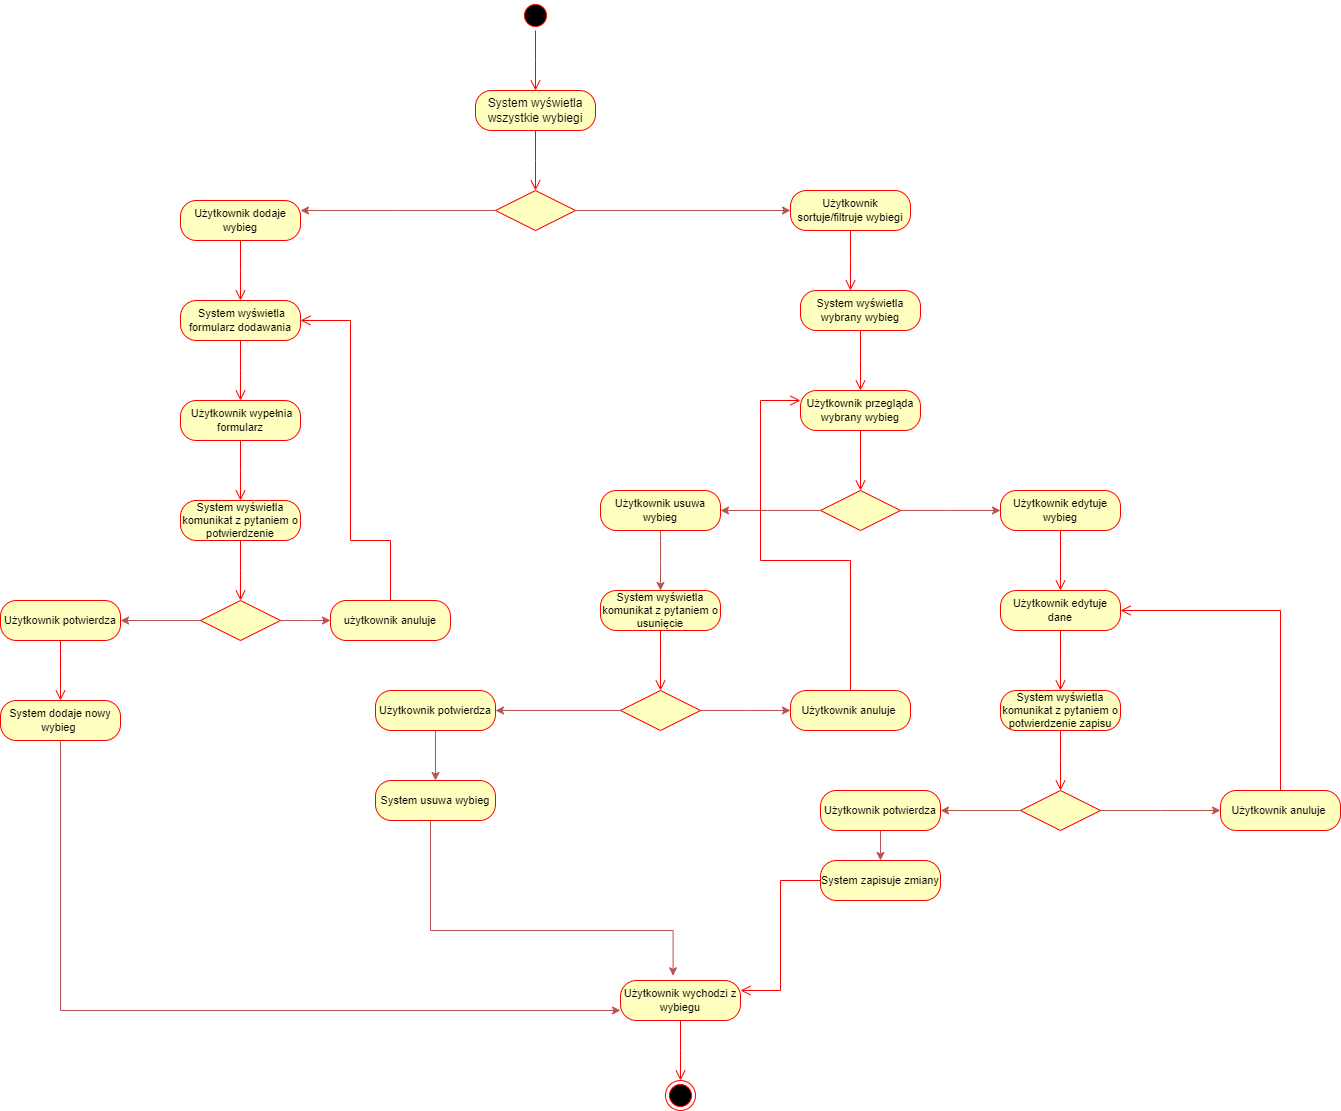 System wyświetla
wszystkie wybiegi
Użytkownik dodaje
wybieg
Użytkownik
sortuje/filtruje wybiegi
System wyświetla
formularz dodawania
System wyświetla
wybrany wybieg
Użytkownik wypełnia
formularz
Użytkownik przegląda
wybrany wybieg
System wyświetla
komunikat z pytaniem o
potwierdzenie
Użytkownik usuwa
wybieg
Użytkownik edytuje
wybieg
Użytkownik potwierdza
użytkownik anuluje
System wyświetla
komunikat z pytaniem o
usunięcie
Użytkownik edytuje
dane
System dodaje nowy
wybieg
Użytkownik potwierdza
Użytkownik anuluje
System wyświetla
komunikat z pytaniem o
potwierdzenie zapisu
System usuwa wybieg
Użytkownik potwierdza
Użytkownik anuluje
System zapisuje zmiany
Użytkownik wychodzi z
wybiegu